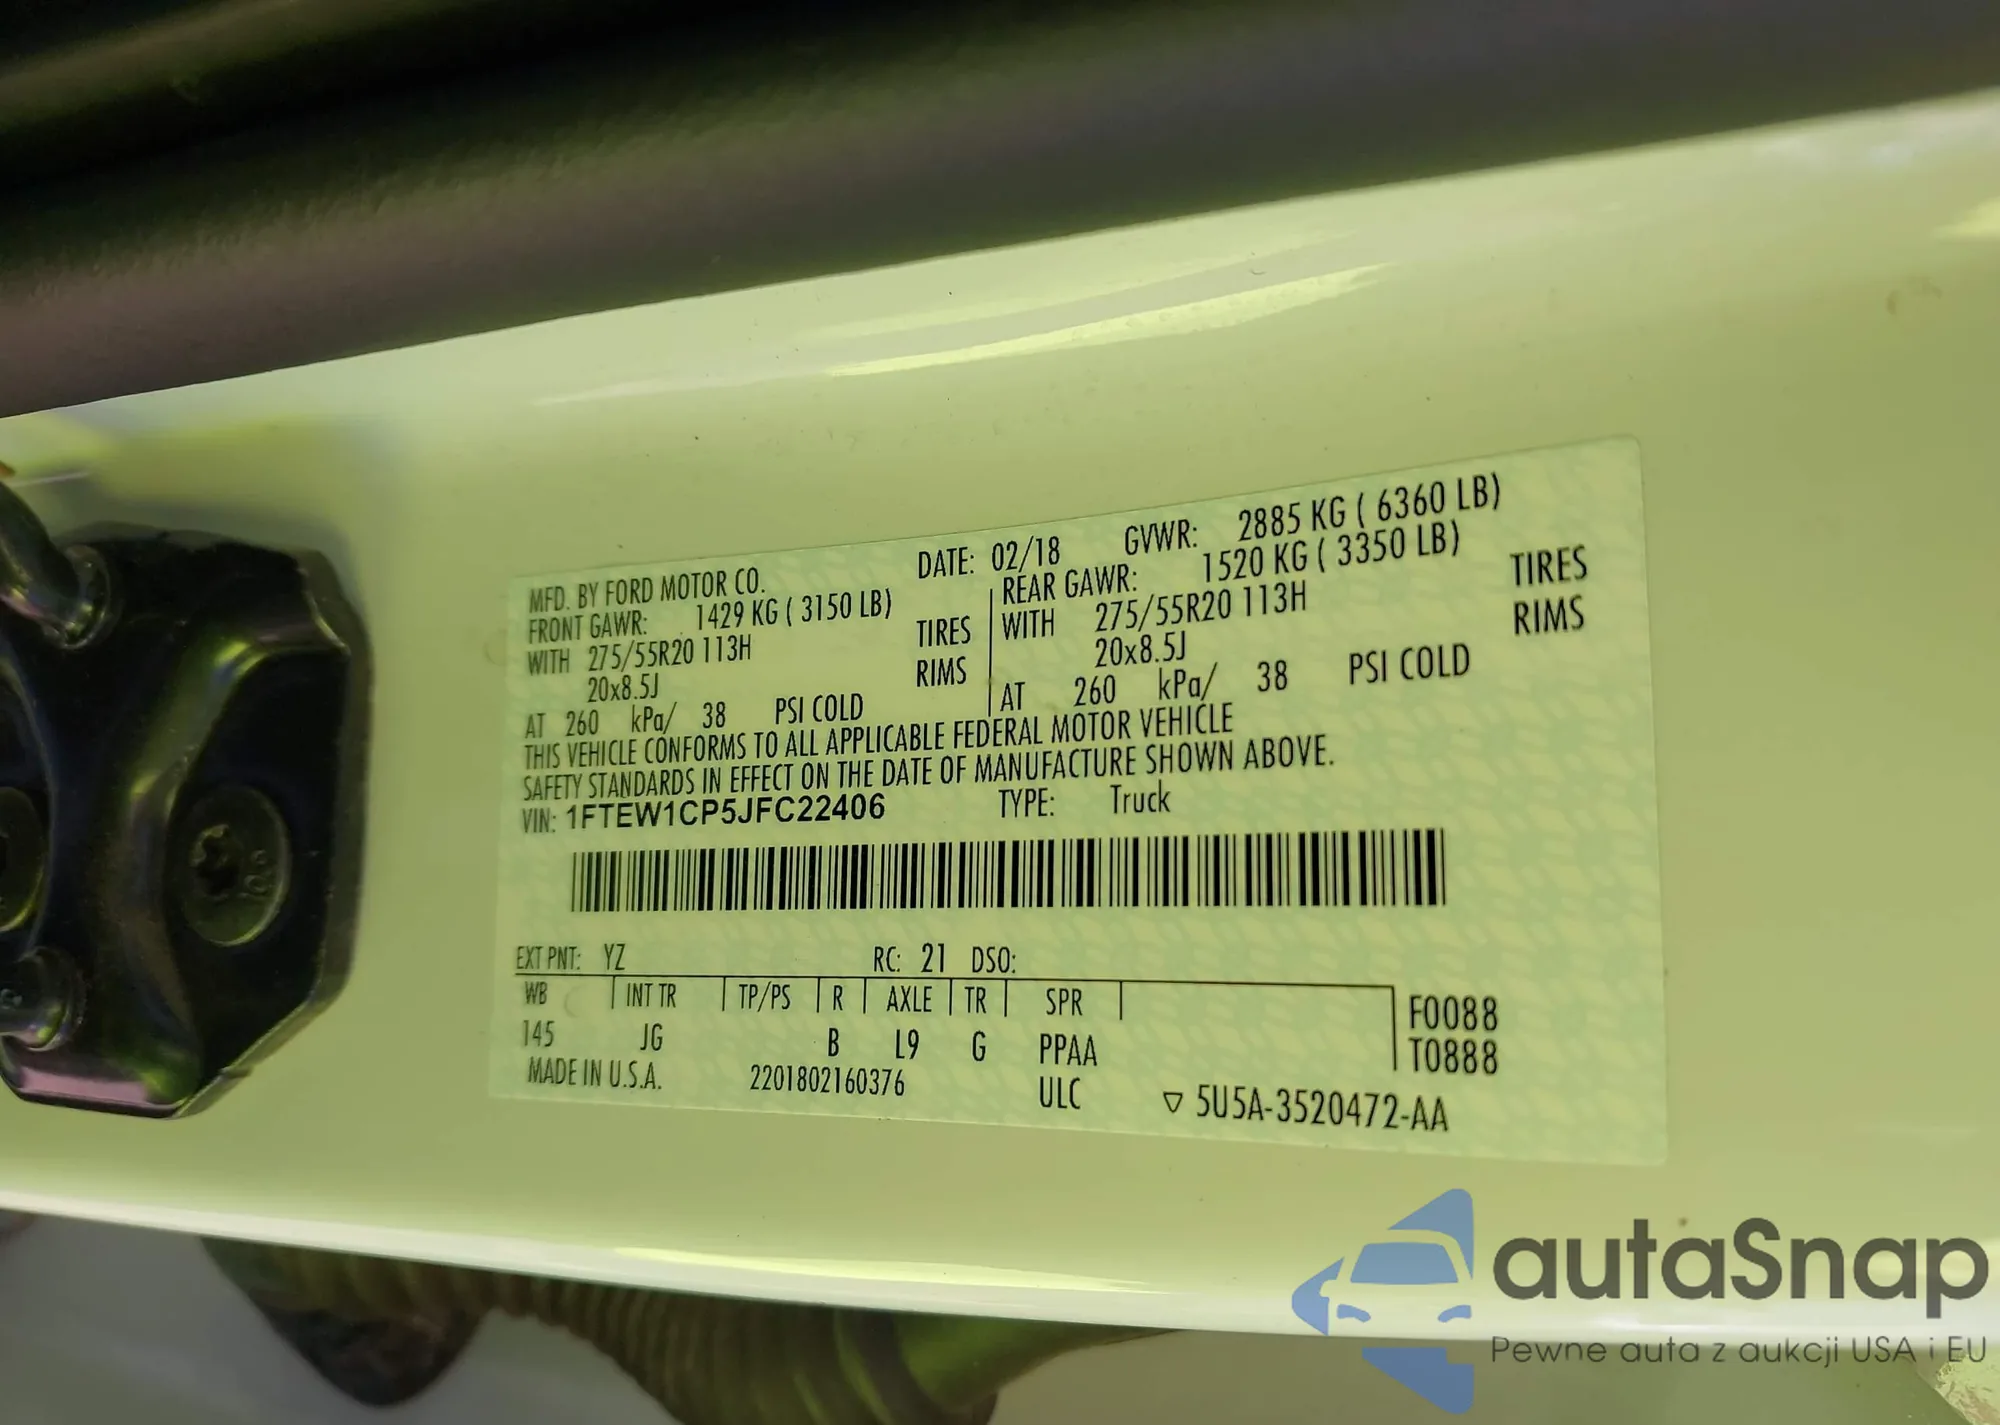 MFD. BY FORD MOTOR CO. DATE: 02/18 GVWR: 2885 KG ( 6360 LB)
FRONT GAWR: 1429 KG ( 3150 LB) REAR GAWR: 1520 KG ( 3350 LB)
WITH 275/55R20 113H TIRES WITH 275/55R20 113H TIRES
20x8.5J RIMS 20x8.5J RIMS
AT 260 kPa/ 38 PSI COLD AT 260 kPa/ 38 PSI COLD
THIS VEHICLE CONFORMS TO ALL APPLICABLE FEDERAL MOTOR VEHICLE
SAFETY STANDARDS IN EFFECT ON THE DATE OF MANUFACTURE SHOWN ABOVE.
VIN: 1FTEW1CP5JFC22406 TYPE: Truck
EXT PNT: YZ RC: 21 DSO:
WB INT TR TP/PS R AXLE TR SPR F0088
145 JG B L9 G PPAA T0888
MADE IN U.S.A. 2201802160376 ULC ▽ 5U5A-3520472-AA
autaSnap
Pewne auta z aukcji USA i EU